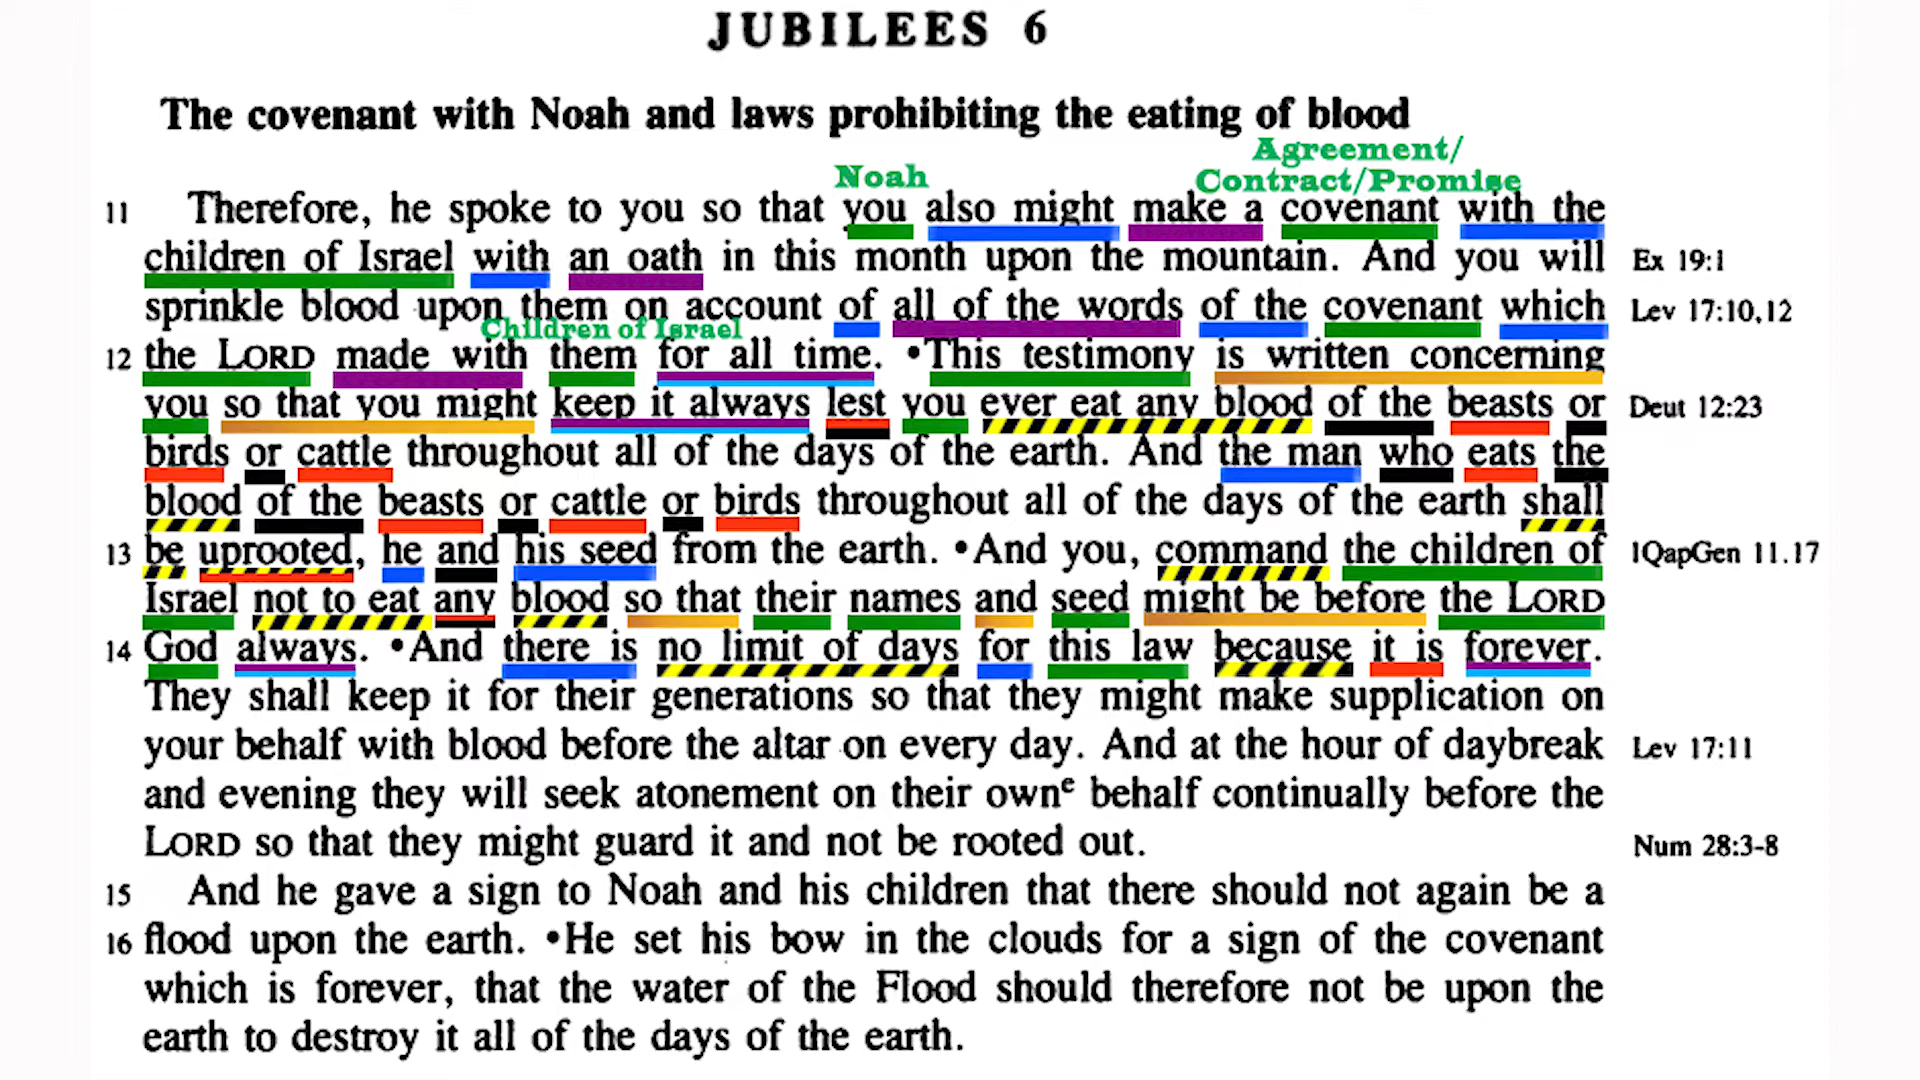 JUBILEES 6
The covenant with Noah and laws prohibiting the eating of blood
Agreement/
Noah Contract/Promise
11 Therefore, he spoke to you so that you also might make a covenant with the
children of Israel with an oath in this month upon the mountain. And you will Ex 19:1
sprinkle blood upon them on account of all of the words of the covenant which Lev 17:10,12
Children of Israel
12 the LORD made with them for all time. •This testimony is written concerning
you so that you might keep it always lest you ever eat any blood of the beasts or Deut 12:23
birds or cattle throughout all of the days of the earth. And the man who eats the
blood of the beasts or cattle or birds throughout all of the days of the earth shall
13 be uprooted, he and his seed from the earth. •And you, command the children of 1QapGen 11.17
Israel not to eat any blood so that their names and seed might be before the LORD
14 God always. •And there is no limit of days for this law because it is forever.
They shall keep it for their generations so that they might make supplication on
your behalf with blood before the altar on every day. And at the hour of daybreak Lev 17:11
and evening they will seek atonement on their ownᵉ behalf continually before the
LORD so that they might guard it and not be rooted out. Num 28:3-8
15 And he gave a sign to Noah and his children that there should not again be a
16 flood upon the earth. •He set his bow in the clouds for a sign of the covenant
which is forever, that the water of the Flood should therefore not be upon the
earth to destroy it all of the days of the earth.